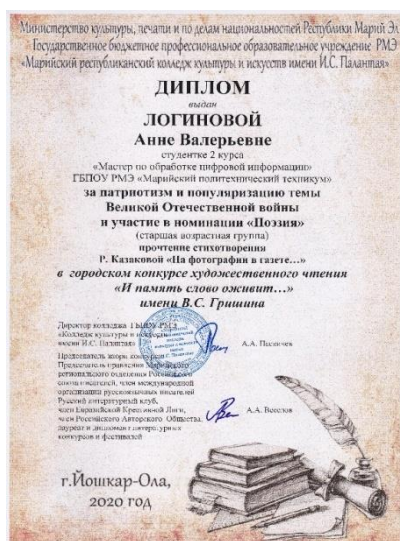 Министерство культуры, печати и по делам национальностей Республики Марий Эл
Государственное бюджетное профессиональное образовательное учреждение РМЭ
«Марийский республиканский колледж культуры и искусств имени И.С. Палантая»
ДИПЛОМ
выдан
ЛОГИНОВОЙ
Анне Валерьевне
студентке 2 курса
«Мастер по обработке цифровой информации»
ГБПОУ РМЭ «Марийский политехнический техникум»
за патриотизм и популяризацию темы
Великой Отечественной войны
и участие в номинации «Поэзия»
(старшая возрастная группа)
прочтение стихотворения
Р. Казаковой «На фотографии в газете…»
в городском конкурсе художественного чтения
«И память слово оживит…»
имени В.С. Гришина
Директор колледжа ГБПОУ РМЭ
«Колледж культуры и искусств
имени И.С. Палантая»
А.А.
Председатель жюри конкурса:
Председатель правления Марийского
регионального отделения Российского
союза писателей, член международной
организации русскоязычных писателей
Русский литературный клуб,
член Евразийской Креативной Лиги,
член Российского Авторского Общества,
лауреат и дипломант литературных
конкурсов и фестивалей
А.А. Веселов
г.Йошкар-Ола,
2020 год